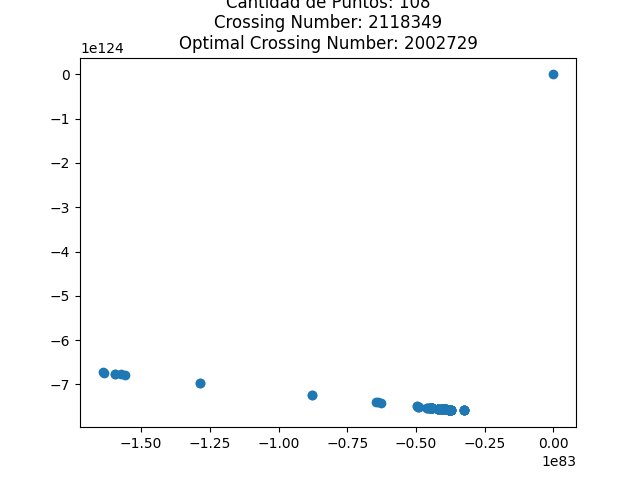 Cantidad de Puntos: 108
Crossing Number: 2118349
Optimal Crossing Number: 2002729
1e124
0
−1
−2
−3
−4
−5
−6
−7
−1.50 −1.25 −1.00 −0.75 −0.50 −0.25 0.00
1e83